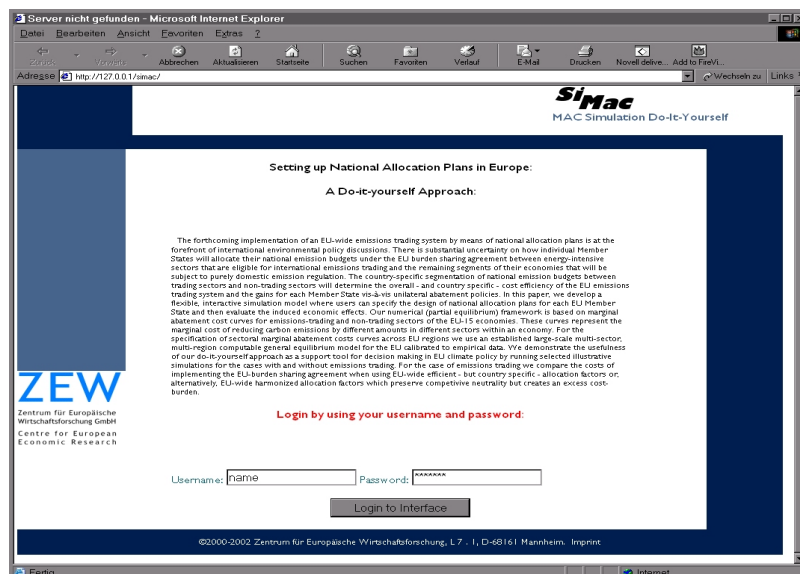 Server nicht gefunden - Microsoft Internet Explorer
Datei Bearbeiten Ansicht Favoriten Extras ?
Zurück Vorwärts Abbrechen Aktualisieren Startseite Suchen Favoriten Verlauf E-Mail Drucken Novell delive... Add to FireVi...
Adresse http://127.0.0.1/simac/ Wechseln zu Links
SiMac
MAC Simulation Do-It-Yourself
Setting up National Allocation Plans in Europe:
A Do-it-yourself Approach:
The forthcoming implementation of an EU-wide emissions trading system by means of national allocation plans is at the
forefront of international environmental policy discussions. There is substantial uncertainty on how individual Member
States will allocate their national emission budgets under the EU burden sharing agreement between energy-intensive
sectors that are eligible for international emissions trading and the remaining segments of their economies that will be
subject to purely domestic emission regulation. The country-specific segmentation of national emission budgets between
trading sectors and non-trading sectors will determine the overall - and country specific - cost efficiency of the EU emissions
trading system and the gains for each Member State vis-à-vis unilateral abatement policies. In this paper, we develop a
flexible, interactive simulation model where users can specify the design of national allocation plans for each EU Member
State and then evaluate the induced economic effects. Our numerical (partial equilibrium) framework is based on marginal
abatement cost curves for emissions-trading and non-trading sectors of the EU-15 economies. These curves represent the
marginal cost of reducing carbon emissions by different amounts in different sectors within an economy. For the
specification of sectoral marginal abatement costs curves across EU regions we use an established large-scale multi-sector,
multi-region computable general equilibrium model for the EU calibrated to empirical data. We demonstrate the usefulness
of our do-it-yourself approach as a support tool for decision making in EU climate policy by running selected illustrative
simulations for the cases with and without emissions trading. For the case of emissions trading we compare the costs of
implementing the EU-burden sharing agreement when using EU-wide efficient - but country specific - allocation factors or,
alternatively, EU-wide harmonized allocation factors which preserve competivive neutrality but creates an excess cost-
burden.
ZEW
Zentrum für Europäische
Wirtschaftsforschung GmbH
Centre for European
Economic Research
Login by using your username and password:
Username: name Password: *******
Login to Interface
©2000-2002 Zentrum für Europäische Wirtschaftsforschung, L 7 . 1, D-68161 Mannheim. Imprint
Fertig Internet